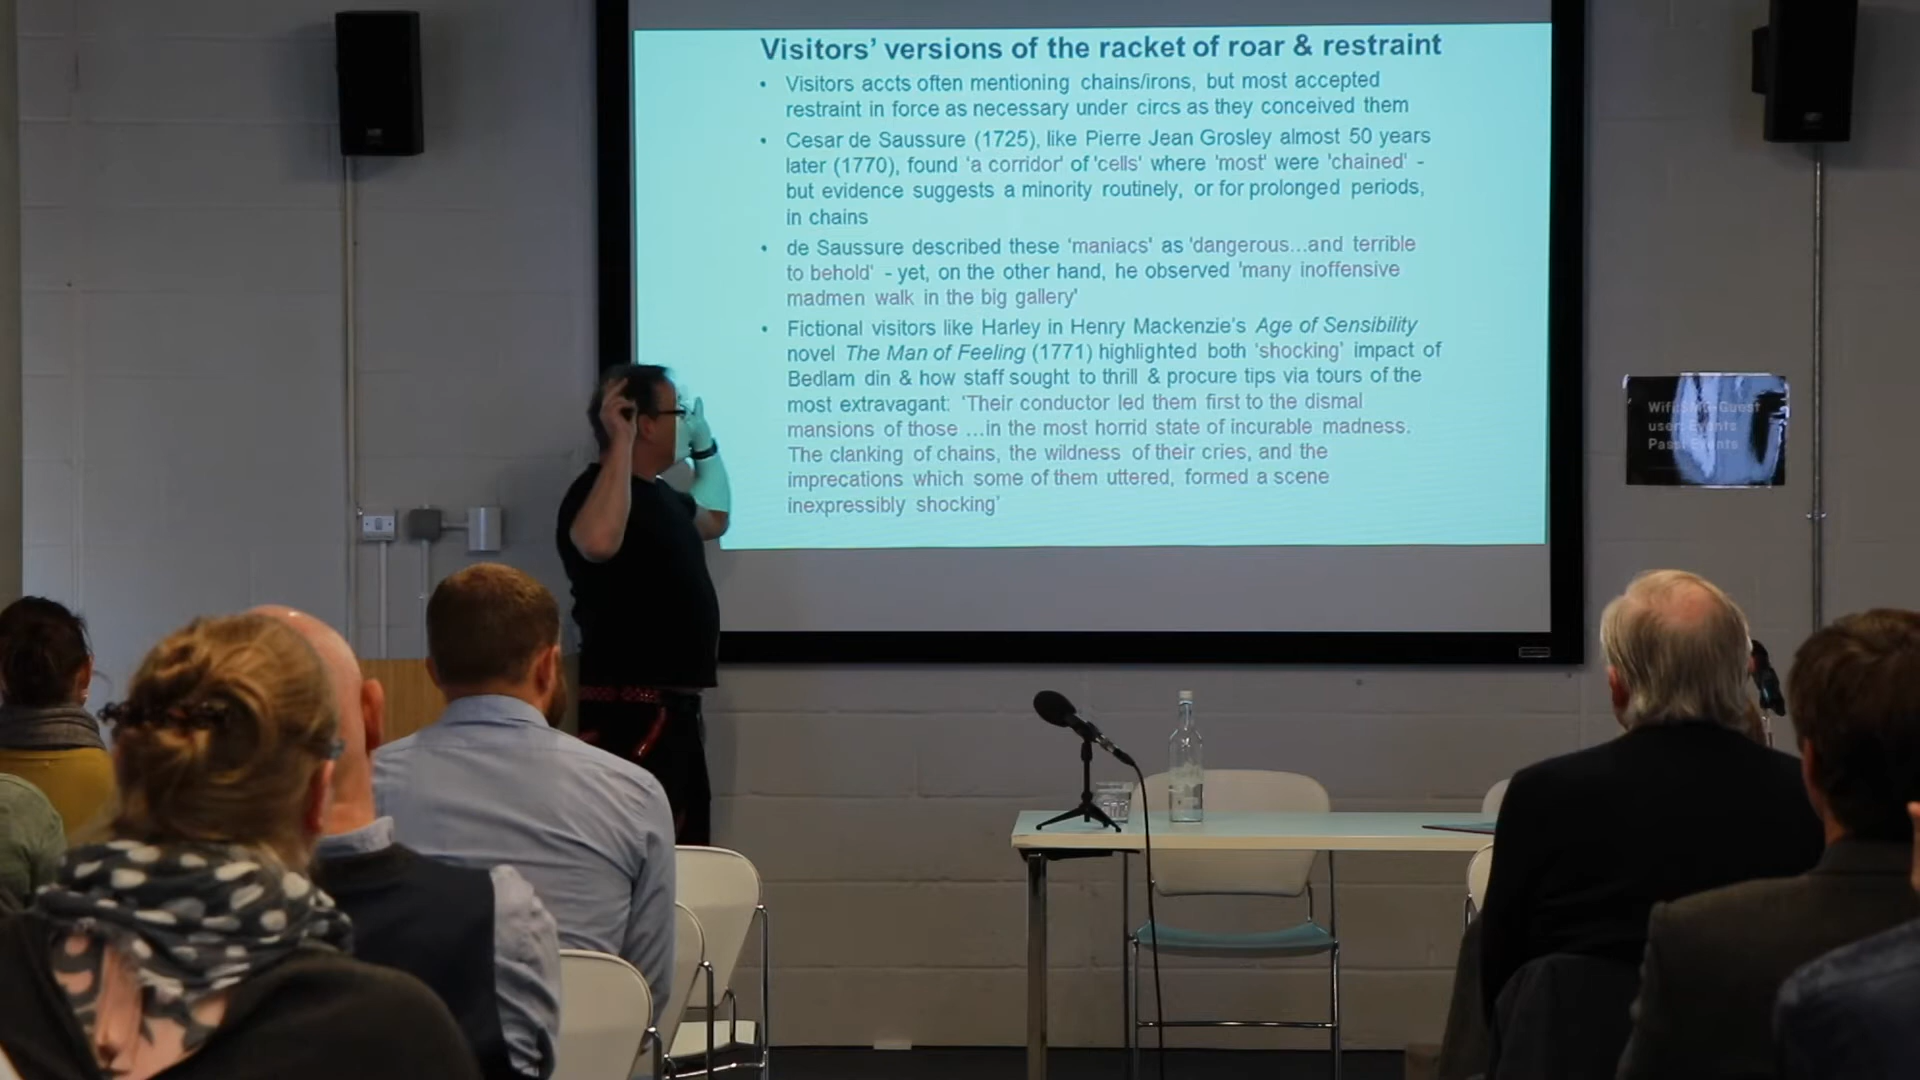 Visitors' versions of the racket of roar & restraint
• Visitors accts often mentioning chains/irons, but most accepted
restraint in force as necessary under circs as they conceived them
• Cesar de Saussure (1725), like Pierre Jean Grosley almost 50 years
later (1770), found 'a corridor' of 'cells' where 'most' were 'chained' -
but evidence suggests a minority routinely, or for prolonged periods,
in chains
• de Saussure described these 'maniacs' as 'dangerous...and terrible
to behold' - yet, on the other hand, he observed 'many inoffensive
madmen walk in the big gallery'
• Fictional visitors like Harley in Henry Mackenzie's Age of Sensibility
novel The Man of Feeling (1771) highlighted both 'shocking' impact of
Bedlam din & how staff sought to thrill & procure tips via tours of the
most extravagant: 'Their conductor led them first to the dismal
mansions of those ...in the most horrid state of incurable madness.
The clanking of chains, the wildness of their cries, and the
imprecations which some of them uttered, formed a scene
inexpressibly shocking'
Guest
user: Events
Pass: Events